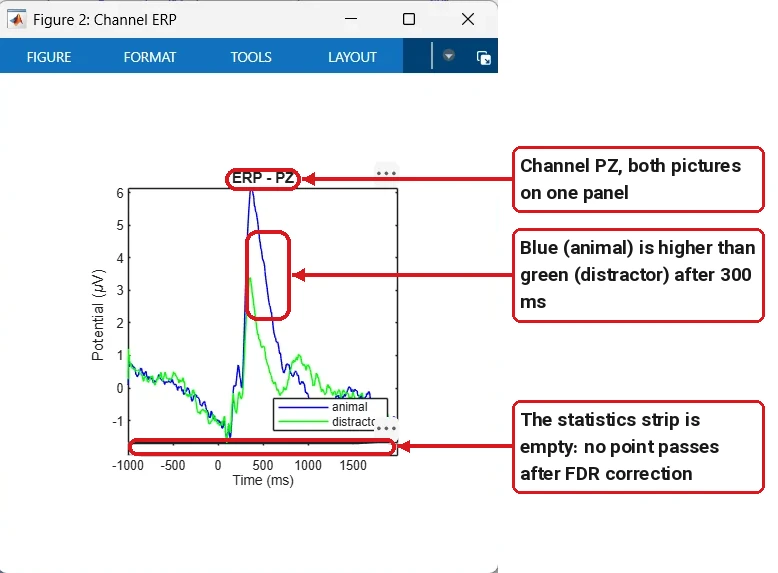 Figure 2: Channel ERP
FIGURE FORMAT TOOLS LAYOUT
ERP - PZ
6
5
4
3
2
1
0
-1
Potential (μV)
animal
distracto
-1000 -500 0 500 1000 1500
Time (ms)
Channel PZ, both pictures
on one panel
Blue (animal) is higher than
green (distractor) after 300
ms
The statistics strip is
empty: no point passes
after FDR correction